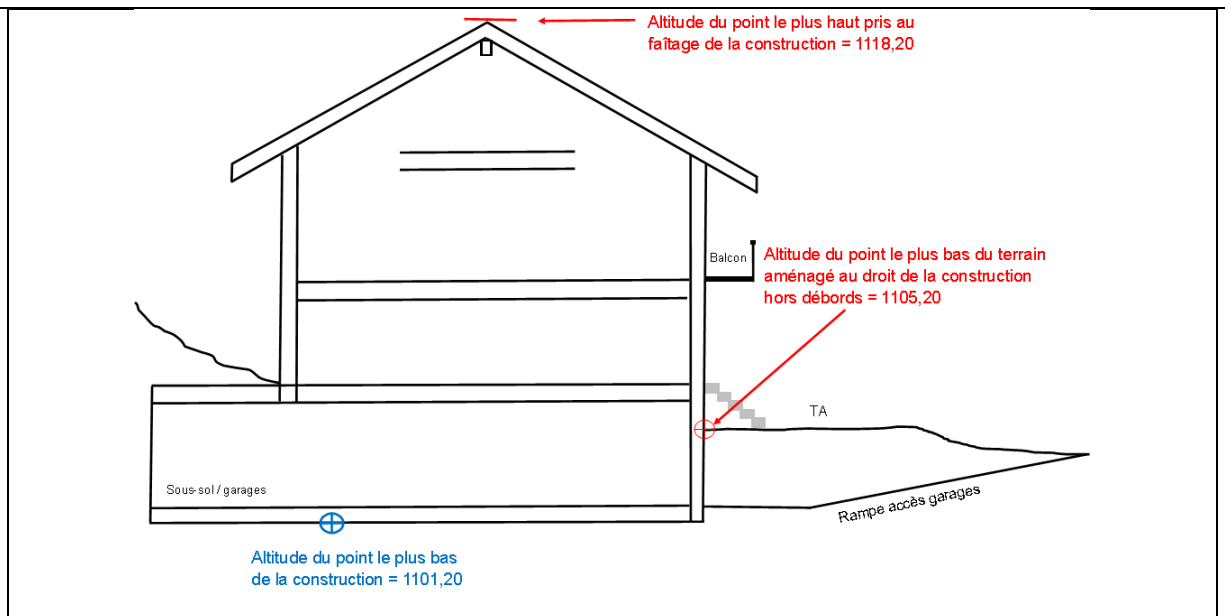 Altitude du point le plus haut pris au
faîtage de la construction = 1118,20
Balcon
Altitude du point le plus bas du terrain
aménagé au droit de la construction
hors débords = 1105,20
TA
Sous-sol / garages
Rampe accès garages
Altitude du point le plus bas
de la construction = 1101,20